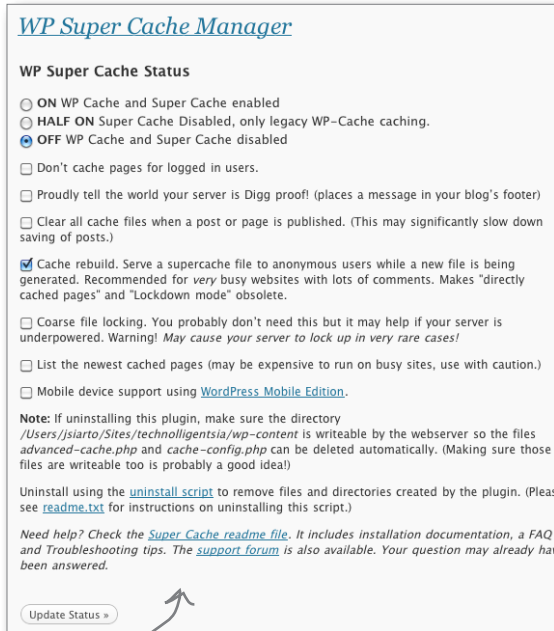 WP Super Cache Manager
WP Super Cache Status
ON WP Cache and Super Cache enabled
HALF ON Super Cache Disabled, only legacy WP-Cache caching.
OFF WP Cache and Super Cache disabled
Don't cache pages for logged in users.
Proudly tell the world your server is Digg proof! (places a message in your blog's footer)
Clear all cache files when a post or page is published. (This may significantly slow down
saving of posts.)
Cache rebuild. Serve a supercache file to anonymous users while a new file is being
generated. Recommended for very busy websites with lots of comments. Makes "directly
cached pages" and "Lockdown mode" obsolete.
Coarse file locking. You probably don't need this but it may help if your server is
underpowered. Warning! May cause your server to lock up in very rare cases!
List the newest cached pages (may be expensive to run on busy sites, use with caution.)
Mobile device support using WordPress Mobile Edition.
Note: If uninstalling this plugin, make sure the directory
/Users/jsiarto/Sites/technolligentsia/wp-content is writeable by the webserver so the files
advanced-cache.php and cache-config.php can be deleted automatically. (Making sure those
files are writeable too is probably a good idea!)
Uninstall using the uninstall script to remove files and directories created by the plugin. (Pleas
see readme.txt for instructions on uninstalling this script.)
Need help? Check the Super Cache readme file. It includes installation documentation, a FAQ
and Troubleshooting tips. The support forum is also available. Your question may already hav
been answered.
Update Status »